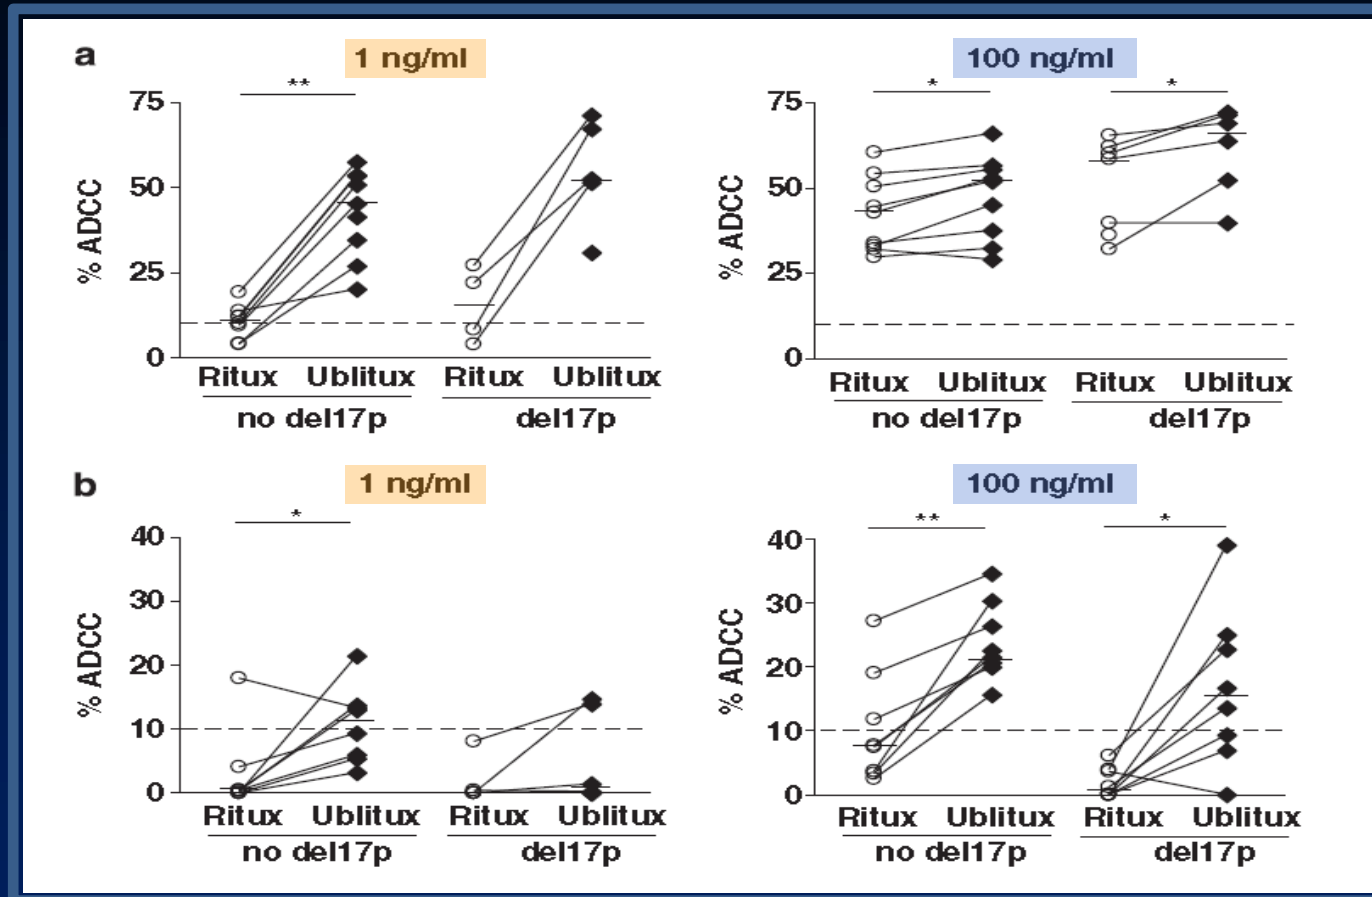 a
1 ng/ml
100 ng/ml
**
*
*
75
50
25
0
% ADCC
Ritux Ublitux Ritux Ublitux
no del17p del17p
75
50
25
0
% ADCC
Ritux Ublitux Ritux Ublitux
no del17p del17p
b
1 ng/ml
100 ng/ml
*
**
*
40
30
20
10
0
% ADCC
Ritux Ublitux Ritux Ublitux
no del17p del17p
40
30
20
10
0
% ADCC
Ritux Ublitux Ritux Ublitux
no del17p del17p